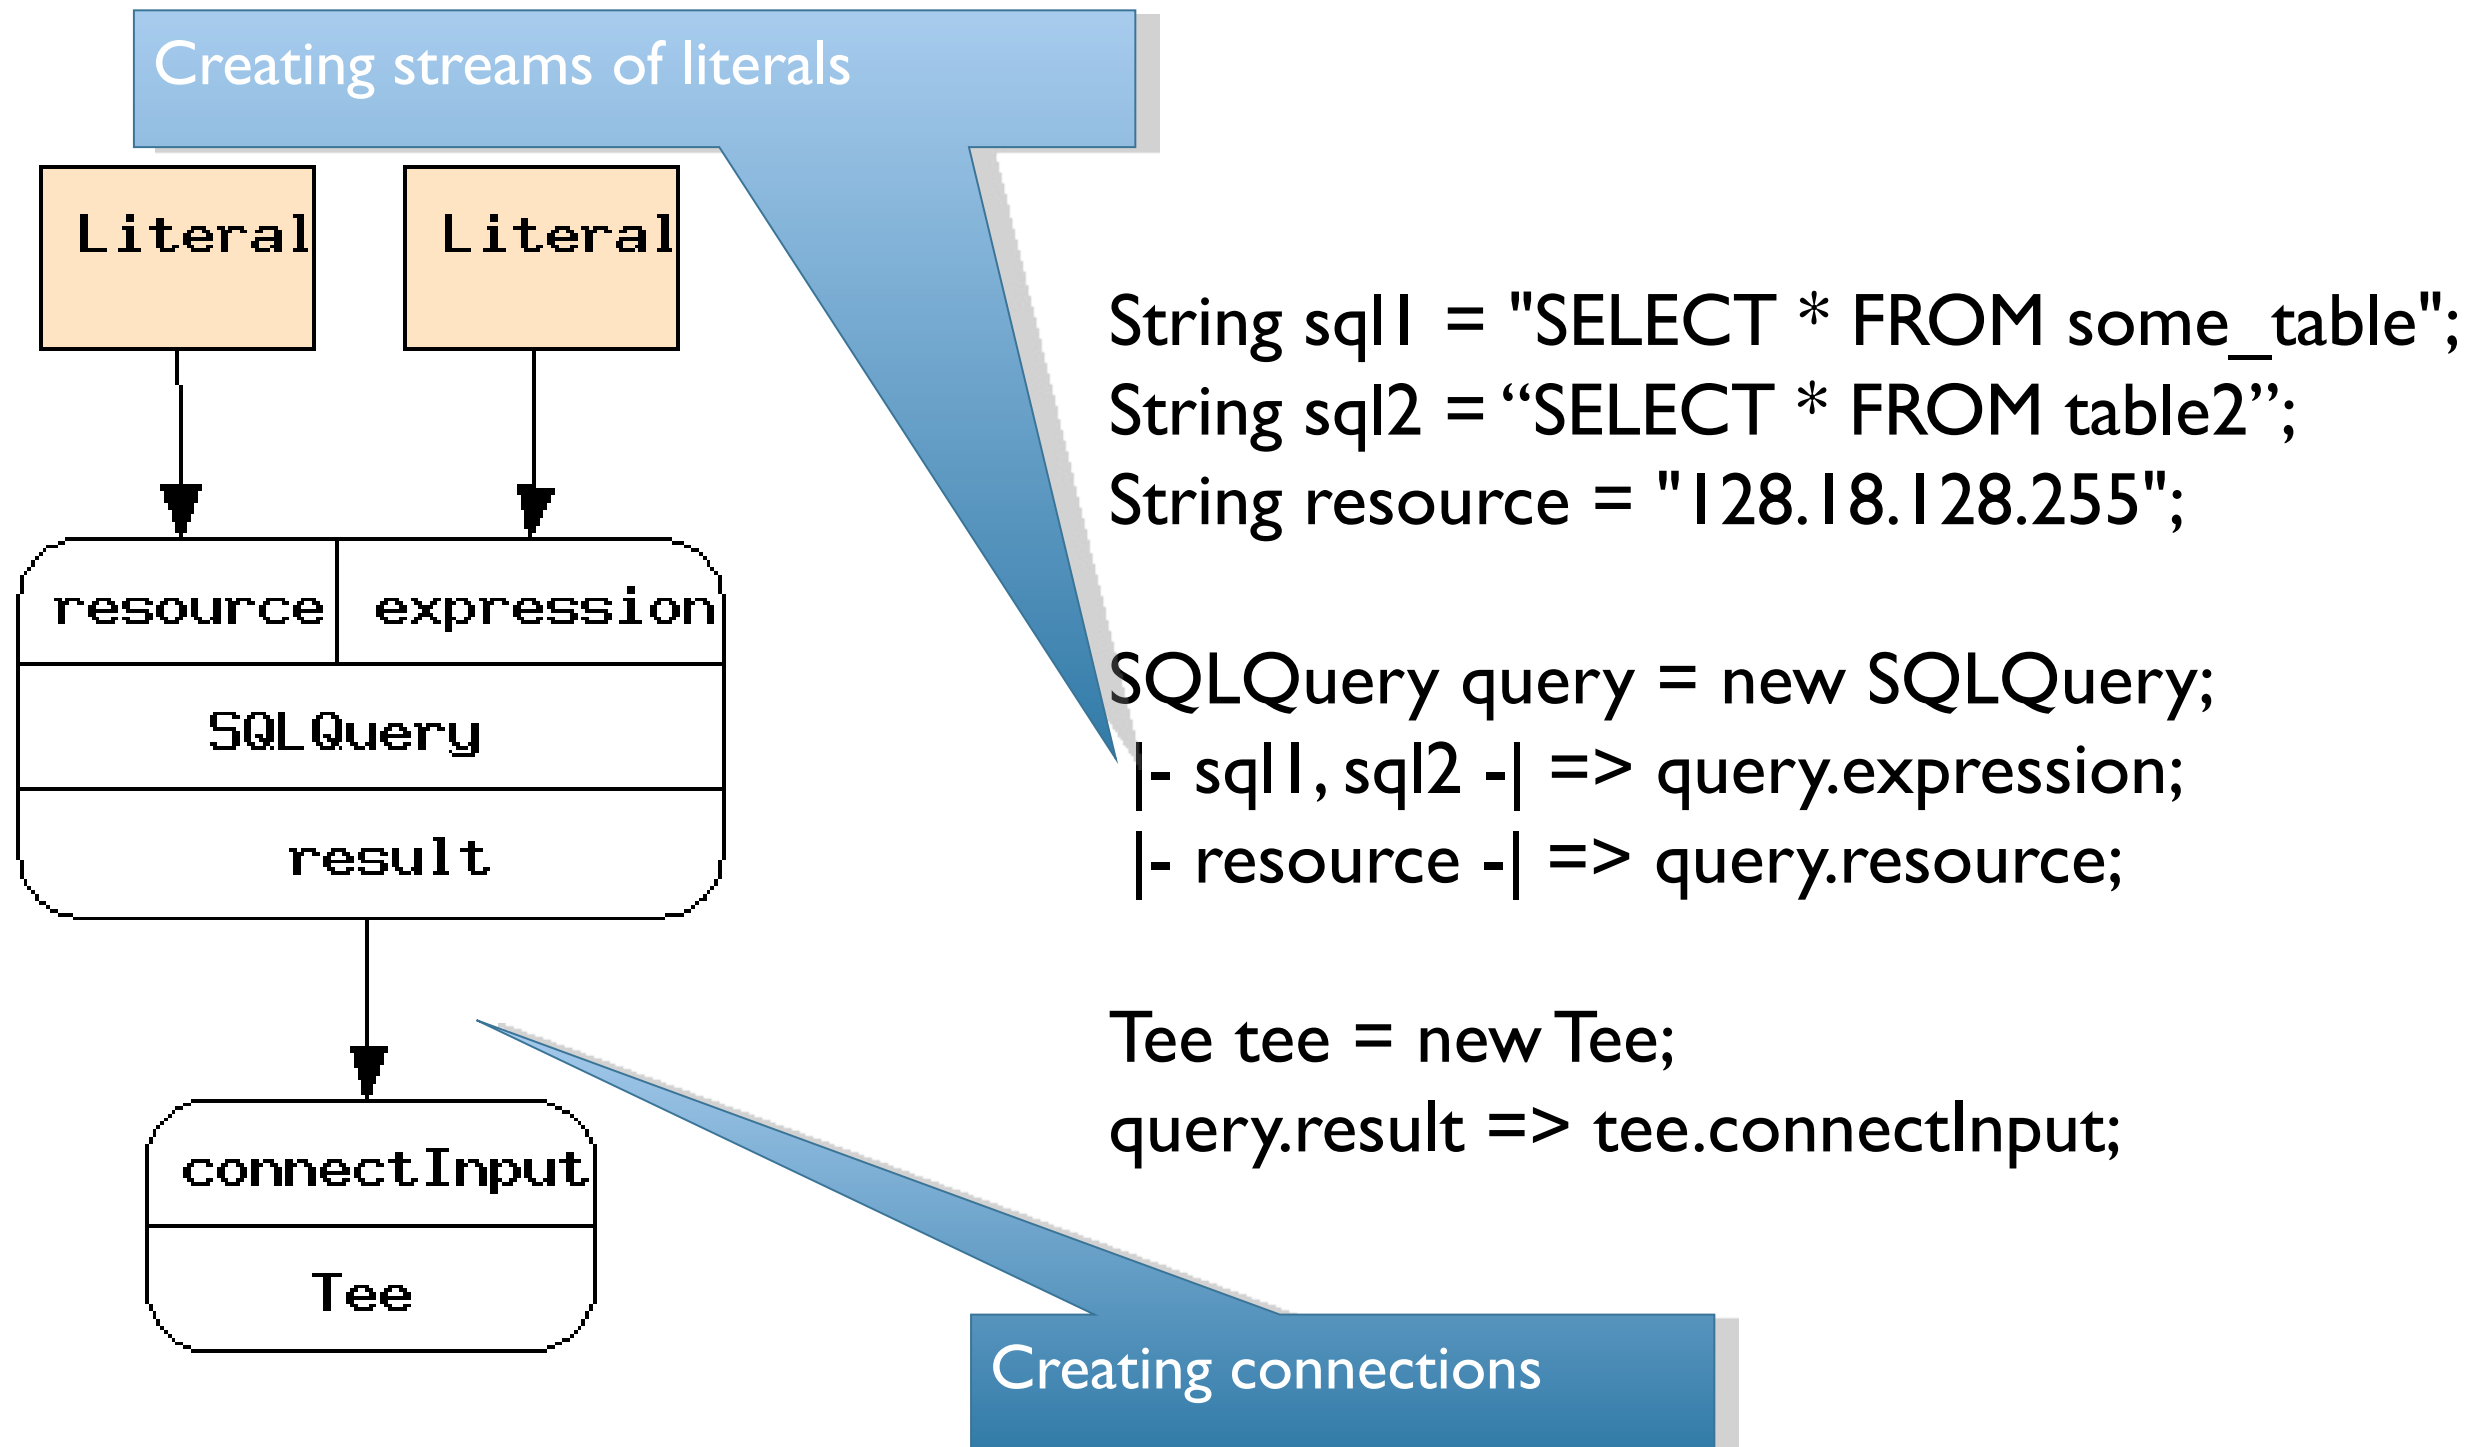 Creating streams of literals
Literal
Literal
resource
expression
SQLQuery
result
connectInput
Tee
String sql1 = "SELECT * FROM some_table";
String sql2 = “SELECT * FROM table2”;
String resource = "128.18.128.255";
SQLQuery query = new SQLQuery;
|- sql1, sql2 -| => query.expression;
|- resource -| => query.resource;
Tee tee = new Tee;
query.result => tee.connectInput;
Creating connections